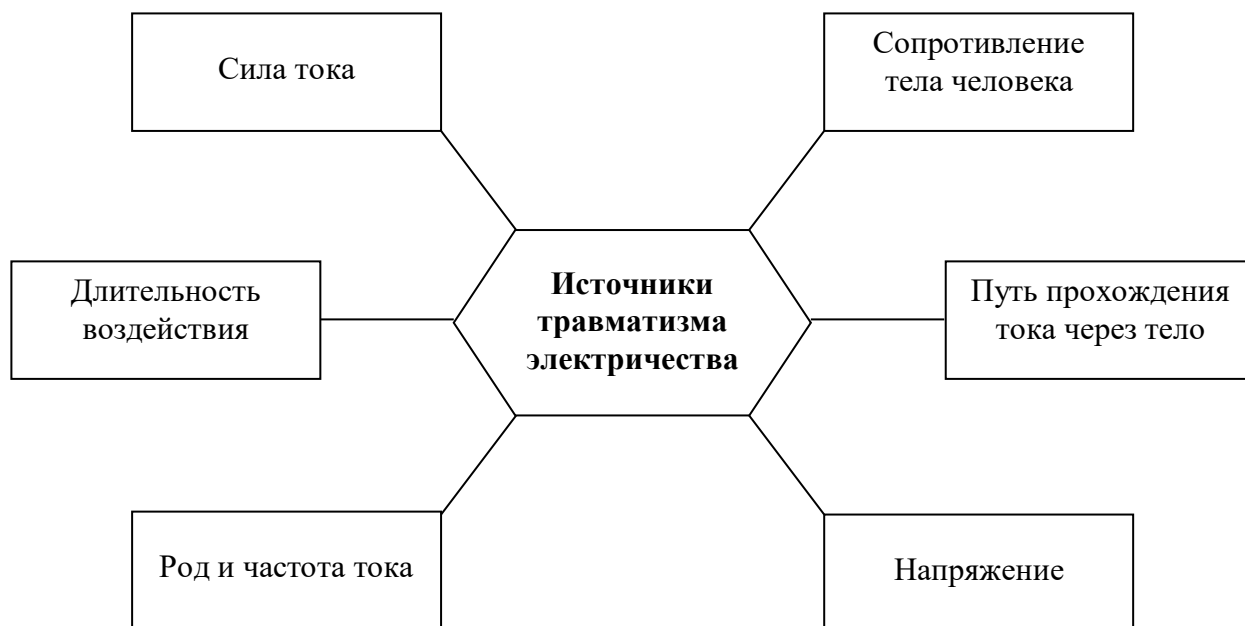 Сила тока
Сопротивление
тела человека
Длительность
воздействия
Источники
травматизма
электричества
Путь прохождения
тока через тело
Род и частота тока
Напряжение